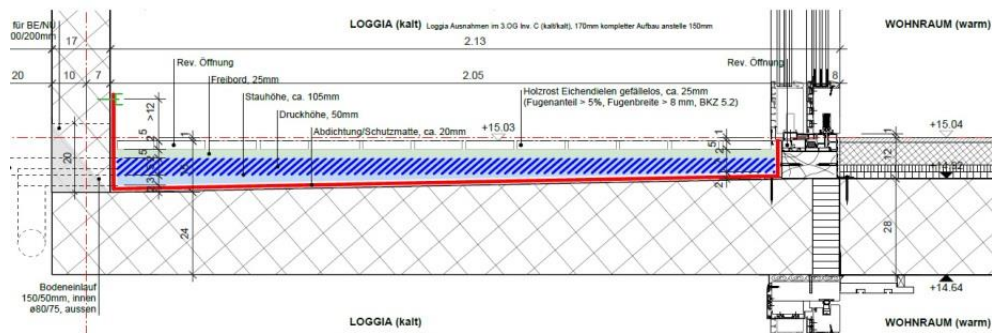 für BE/NU,
00/200mm
LOGGIA (kalt) Loggia Ausnahmen im 3.OG Inv. C (kalt/kalt), 170mm kompletter Aufbau anstelle 150mm
WOHNRAUM (warm)
17
2.13
20
10
7
Rev. Öffnung
2.05
Rev. Öffnung
8
Freibord, 25mm
Stauhöhe, ca. 105mm
Holzrost Eichendielen gefällelos, ca. 25mm
(Fugenanteil > 5%, Fugenbreite > 8 mm, BKZ 5.2)
Druckhöhe, 50mm
>12
Abdichtung/Schutzmatte, ca. 20mm
+15.03
+15.04
20
12
24
28
Bodeneinlauf
150/50mm, innen
ø80/75, aussen
+14.64
LOGGIA (kalt)
WOHNRAUM (warm)